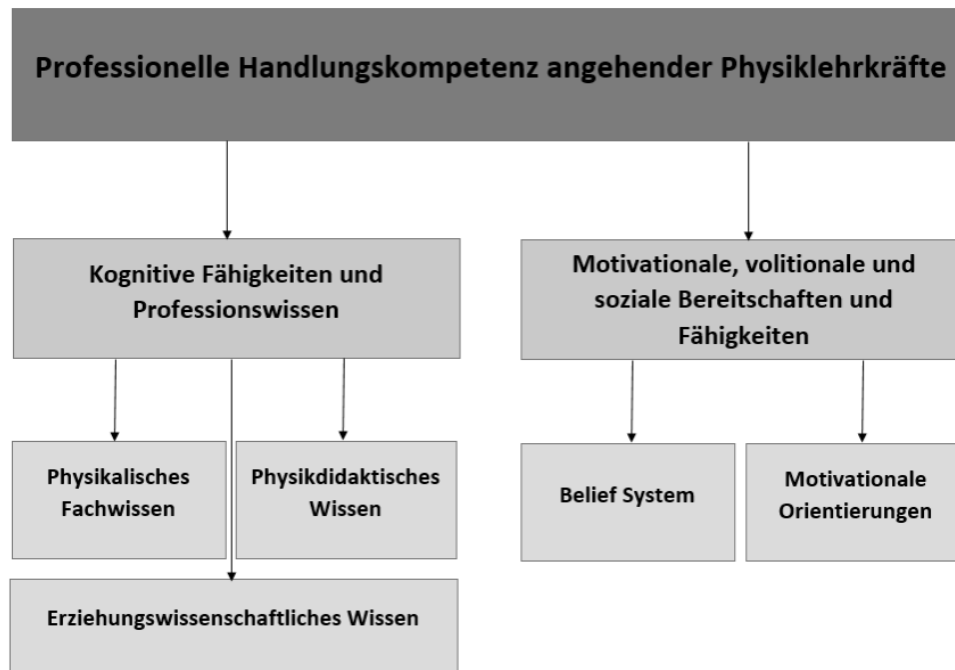 Professionelle Handlungskompetenz angehender Physiklehrkräfte
Kognitive Fähigkeiten und
Professionswissen
Motivationale, volitionale und
soziale Bereitschaften und
Fähigkeiten
Physikalisches
Fachwissen
Physikdidaktisches
Wissen
Belief System
Motivationale
Orientierungen
Erziehungswissenschaftliches Wissen